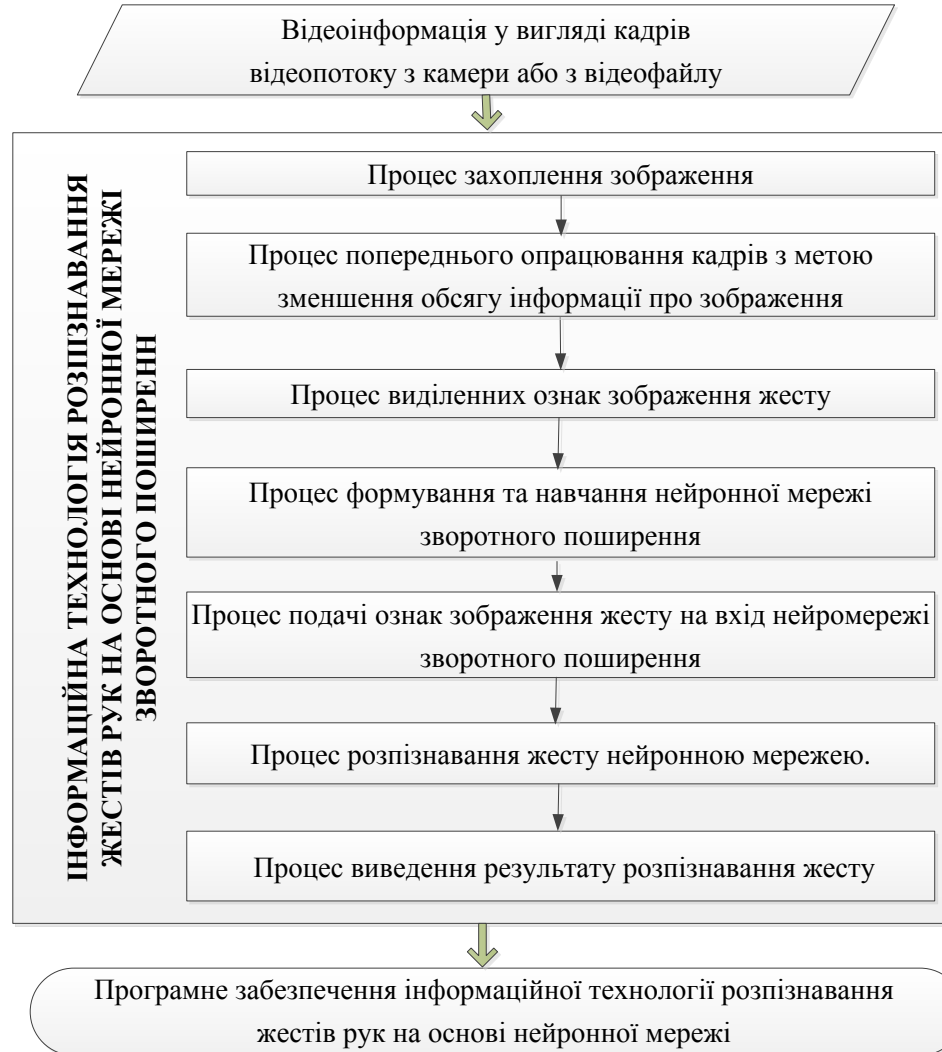 Відеоінформація у вигляді кадрів
відеопотоку з камери або з відеофайлу
ІНФОРМАЦІЙНА ТЕХНОЛОГІЯ РОЗПІЗНАВАННЯ
ЖЕСТІВ РУК НА ОСНОВІ НЕЙРОННОЇ МЕРЕЖІ
ЗВОРОТНОГО ПОШИРЕНН
Процес захоплення зображення
Процес попереднього опрацювання кадрів з метою
зменшення обсягу інформації про зображення
Процес виділенних ознак зображення жесту
Процес формування та навчання нейронної мережі
зворотного поширення
Процес подачі ознак зображення жесту на вхід нейромережі
зворотного поширення
Процес розпізнавання жесту нейронною мережею.
Процес виведення результату розпізнавання жесту
Програмне забезпечення інформаційної технології розпізнавання
жестів рук на основі нейронної мережі